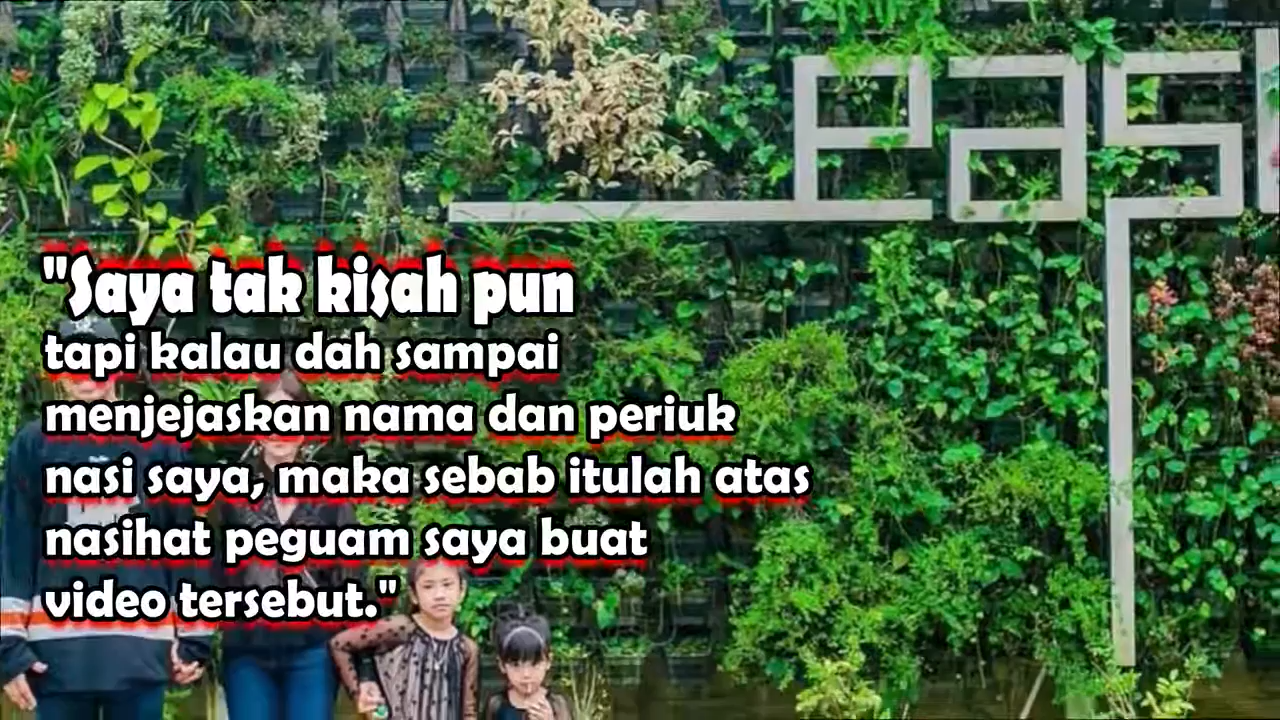 "Saya tak kisah pun
tapi kalau dah sampai
menjejaskan nama dan periuk
nasi saya, maka sebab itulah atas
nasihat peguam saya buat
video tersebut."